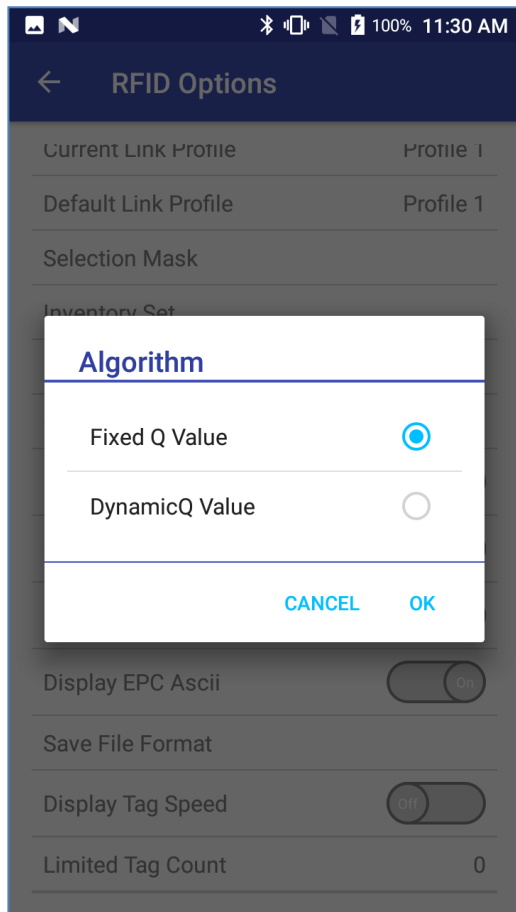 100% 11:30 AM
RFID Options
Current Link Profile Profile 1
Default Link Profile Profile 1
Selection Mask
Inventory Set
Algorithm
Fixed Q Value
DynamicQ Value
CANCEL OK
Display EPC Ascii On
Save File Format
Display Tag Speed Off
Limited Tag Count 0